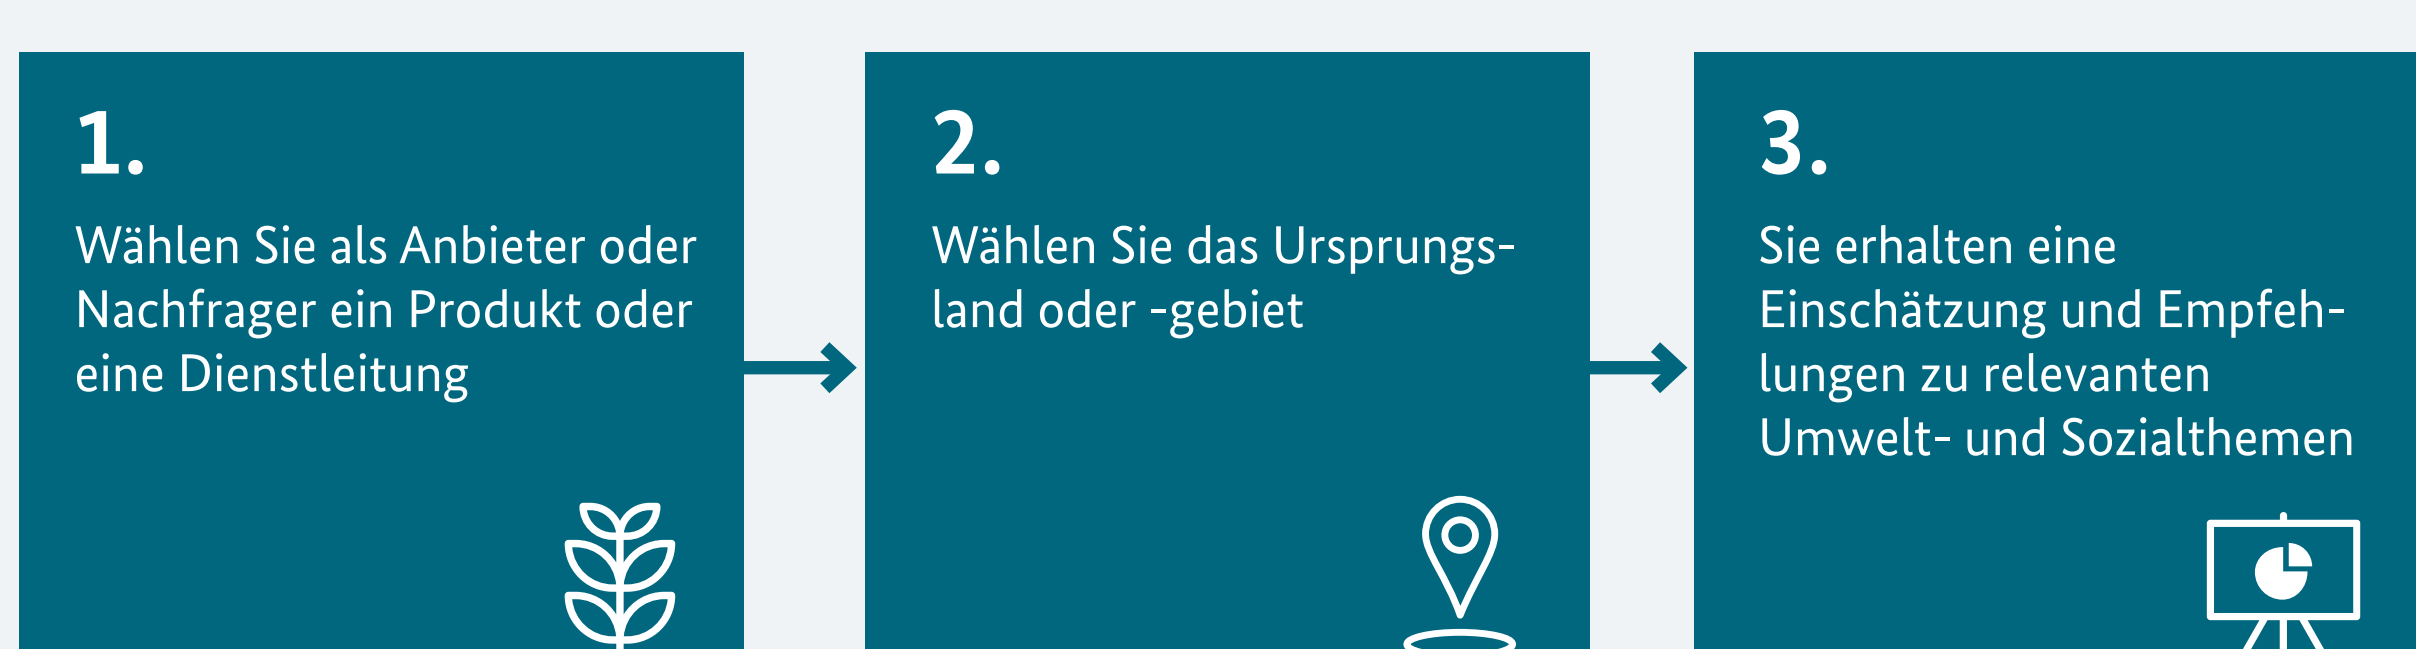 1.
Wählen Sie als Anbieter oder
Nachfrager ein Produkt oder
eine Dienstleitung
2.
Wählen Sie das Ursprungs-
land oder -gebiet
3.
Sie erhalten eine
Einschätzung und Empfeh-
lungen zu relevanten
Umwelt- und Sozialthemen